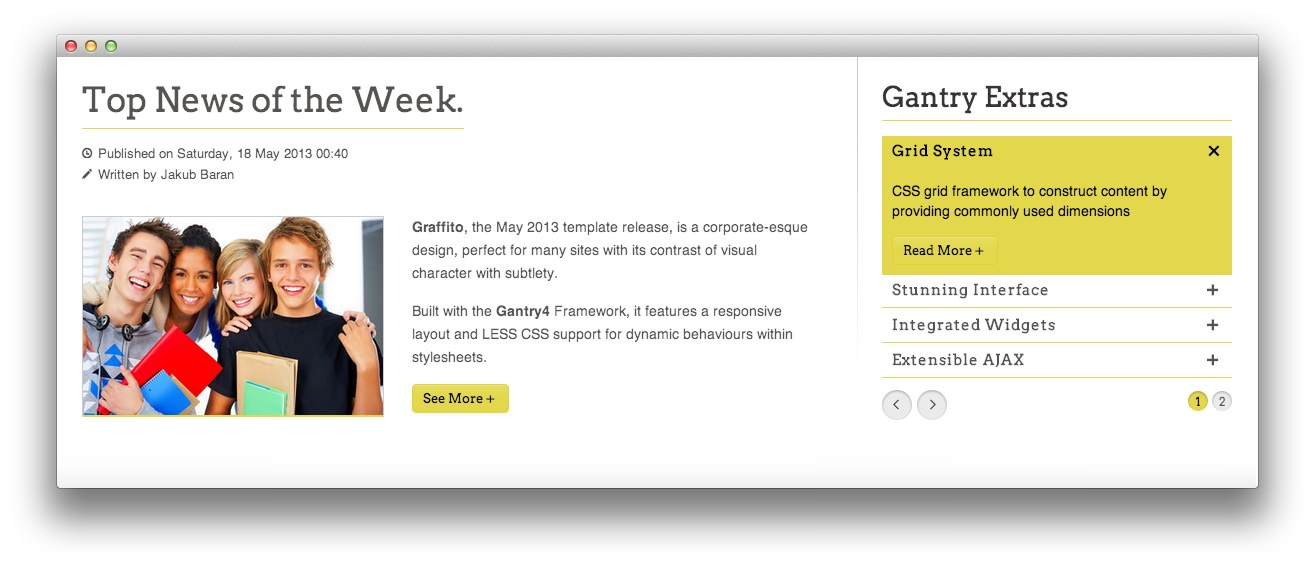 Top News of the Week.
Published on Saturday, 18 May 2013 00:40
Written by Jakub Baran
Graffito, the May 2013 template release, is a corporate-esque
design, perfect for many sites with its contrast of visual
character with subtlety.
Built with the Gantry4 Framework, it features a responsive
layout and LESS CSS support for dynamic behaviours within
stylesheets.
See More +
Gantry Extras
Grid System
CSS grid framework to construct content by
providing commonly used dimensions
Read More +
Stunning Interface
Integrated Widgets
Extensible AJAX
1 2